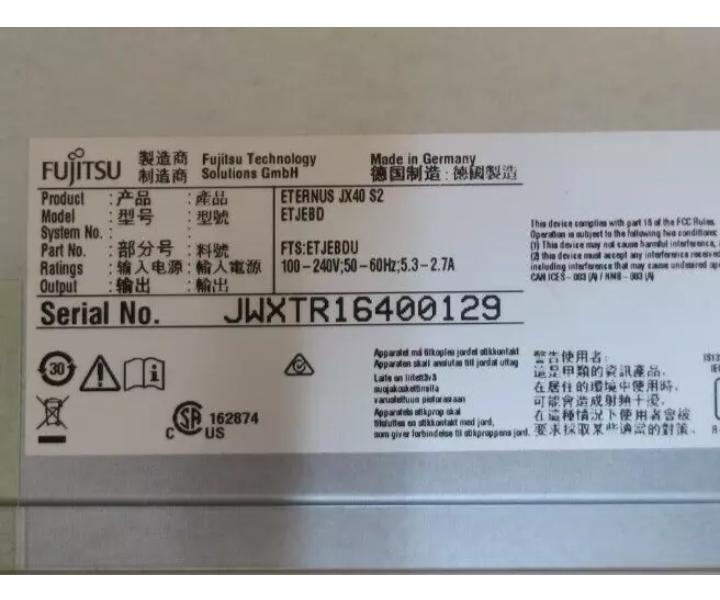 FUJITSU 製造商 Fujitsu Technology Made in Germany
制造商 Solutions GmbH 德国制造：德國製造
Product : 产品 : 產品 ETERNUS JX40 S2
Model : 型号 : 型號 ETJEBD
System No. : :
Part No. : 部分号 : 料號 FTS:ETJEBDU
Ratings : 输入电源 : 輸入電源 100-240V;50-60Hz;5.3-2.7A
Output : 输出 : 輸出
Serial No. JWXTR16400129
This device complies with part 15 of the FCC Rules.
Operation is subject to the following two conditions:
(1) This device may not cause harmful interference,
(2) this device must accept any interference received
including interference that may cause undesired op
CAN ICES - 003 (A) / NMB - 003 (A)
30
i
C SA US 162874
Apparatet må tilkoples jordet stikkontakt
Apparaten skall anslutas till jordat uttag
Laite on liitettävä
suojakoskettimilla
varustettuun pistorasiaan
Apparatets stikprop skal
tilsluttes en stikkontakt med jord,
som giver forbindelse til stikproppens jord.
警告使用者：
這是甲類的資訊產品，
在居住的環境中使用時，
可能會造成射頻干擾，
在這種情況下使用者會被
要求採取某些適當的對策。